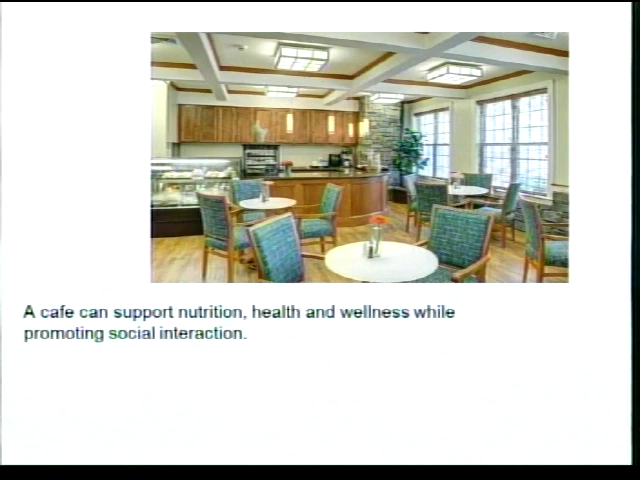 A cafe can support nutrition, health and wellness while
promoting social interaction.